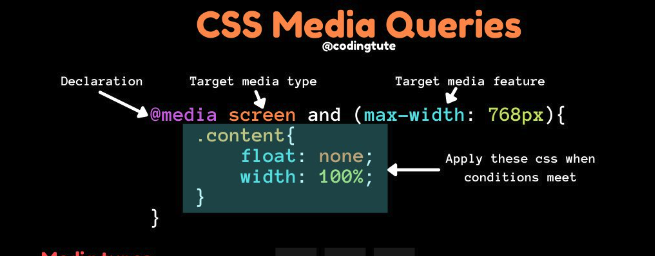 CSS Media Queries
@codingtute
Declaration
Target media type
Target media feature
@media screen and (max-width: 768px){
.content{
float: none;
width: 100%;
}
}
Apply these css when
conditions meet